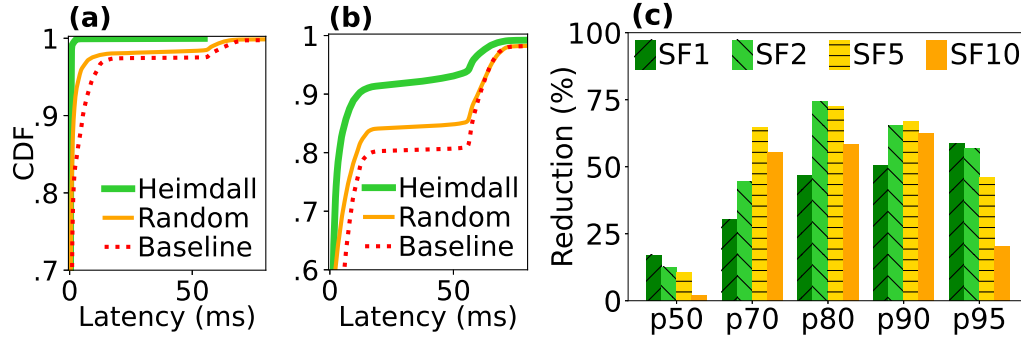 (a)
1
.9
.8
.7
CDF
Heimdall
Random
Baseline
0
50
Latency (ms)
(b)
1
.9
.8
.7
.6
Heimdall
Random
Baseline
0
50
Latency (ms)
(c)
100
75
50
25
0
Reduction (%)
SF1 SF2 SF5 SF10
p50 p70 p80 p90 p95